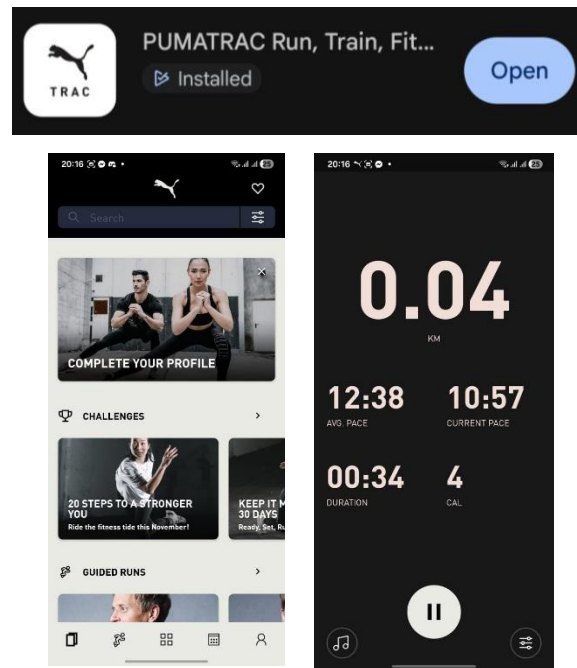 PUMATRAC Run, Train, Fit...
Installed
Open
TRAC
20:16
25
Search
COMPLETE YOUR PROFILE
CHALLENGES
20 STEPS TO A STRONGER
YOU
Ride the fitness tide this November!
KEEP IT M
30 DAYS
Ready, Set, Ru
GUIDED RUNS
20:16
25
0.04
KM
12:38
AVG. PACE
10:57
CURRENT PACE
00:34
DURATION
4
CAL